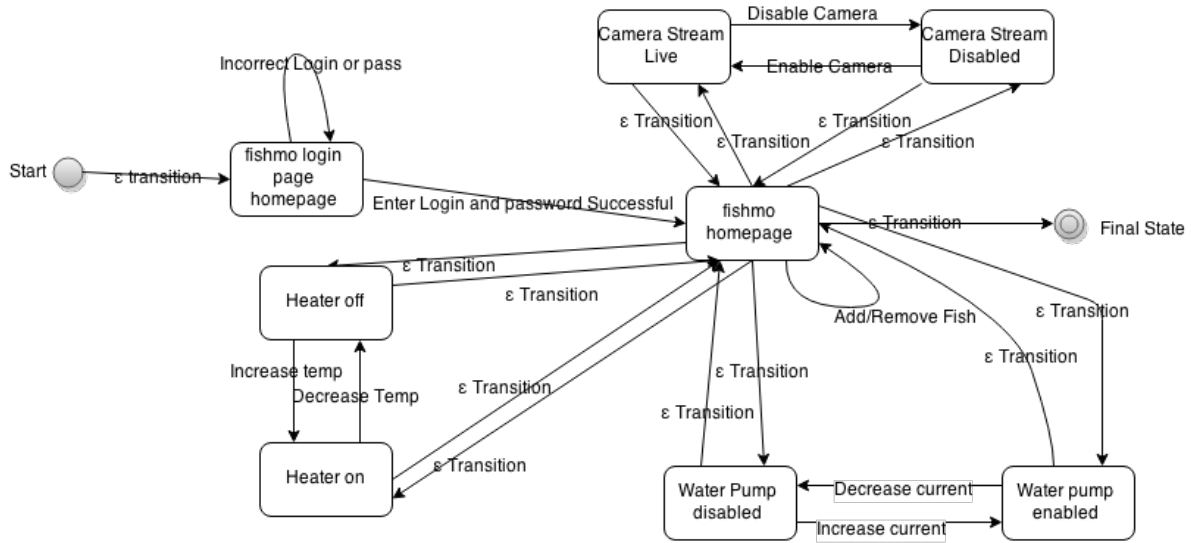 Disable Camera
Camera Stream
Live
Camera Stream
Disabled
Enable Camera
Incorrect Login or pass
ε Transition
ε Transition
ε Transition
ε Transition
Start
ε transition
fishmo login
page
homepage
Enter Login and password Successful
fishmo
homepage
ε Transition
Final State
ε Transition
ε Transition
Heater off
Add/Remove Fish
ε Transition
ε Transition
Increase temp
Decrease Temp
ε Transition
ε Transition
ε Transition
ε Transition
Heater on
Water Pump
disabled
Decrease current
Increase current
Water pump
enabled